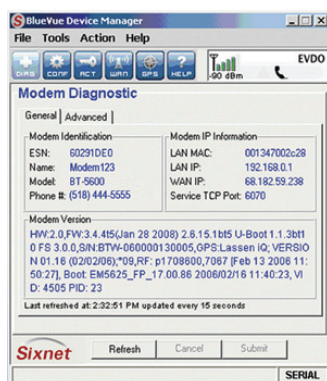 BlueVue Device Manager
File Tools Action Help
DIAG CONF ACT WAN GPS HELP -90 dBm EVDO
Modem Diagnostic
General Advanced
Modem Identification
ESN: 60291DE0
Name: Modem123
Model: BT-5600
Phone #: (518) 444-5555
Modem IP Information
LAN MAC: 001347002c28
LAN IP: 192.168.0.1
WAN IP: 68.182.59.238
Service TCP Port: 6070
Modem Version
HW:2.0,FW:3.4.4t5(Jan 28 2008) 2.6.15.1bt5 U-Boot 1.1.3bt1
0 FS 3.0.0,S/N:BTW-060000130005,GPS:Lassen iQ; VERSIO
N 01.16 (02/02/06);*09,RF: p1708600,7067 [Feb 13 2006 11:
50:27], Boot: EM5625_FP_17.00.86 2006/02/16 11:40:23, VI
D: 4505 PID: 23
Last refreshed at: 2:32:51 PM updated every 15 seconds
Sixnet Refresh Cancel Submit
SERIAL